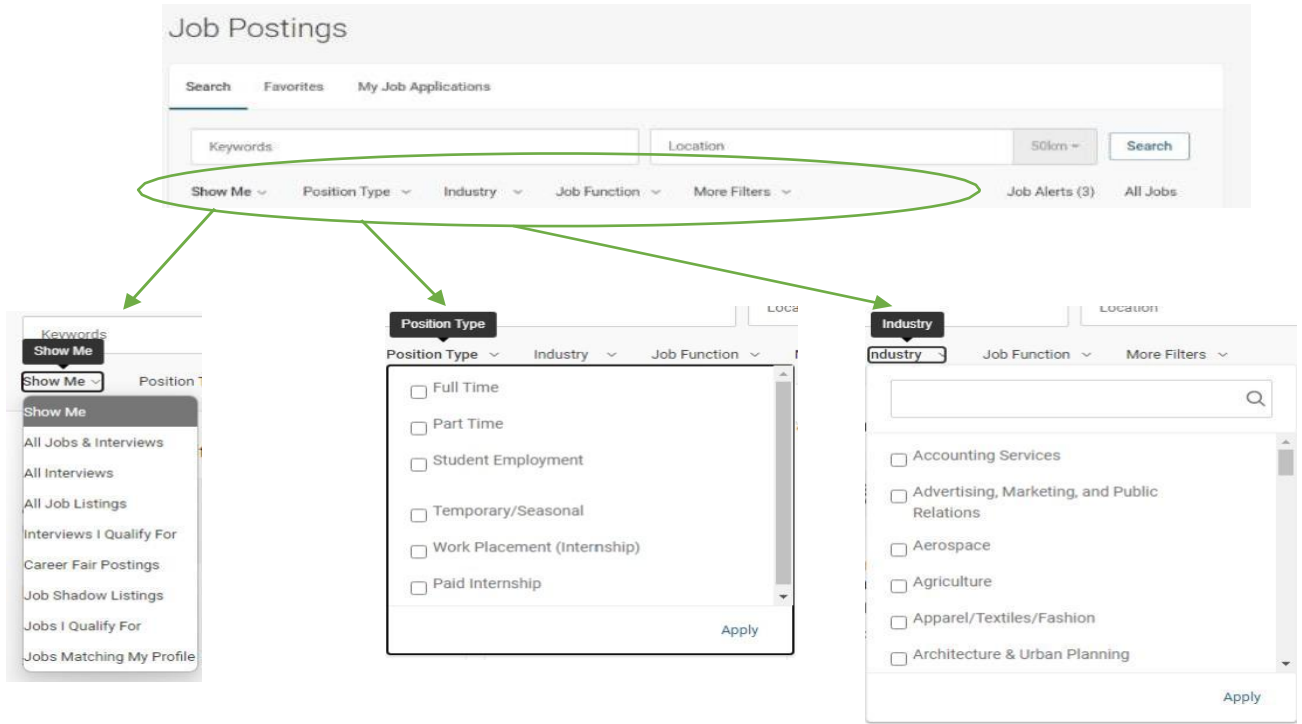 Job Postings
Search Favorites My Job Applications
Keywords Location 50km Search
Show Me Position Type Industry Job Function More Filters Job Alerts (3) All Jobs
Keywords
Show Me
Show Me Position
Show Me
All Jobs & Interviews
All Interviews
All Job Listings
Interviews I Qualify For
Career Fair Postings
Job Shadow Listings
Jobs I Qualify For
Jobs Matching My Profile
Position Type
Position Type Industry Job Function
Full Time
Part Time
Student Employment
Temporary/Seasonal
Work Placement (Internship)
Paid Internship
Apply
Location
Industry
ndustry Job Function More Filters
Accounting Services
Advertising, Marketing, and Public
Relations
Aerospace
Agriculture
Apparel/Textiles/Fashion
Architecture & Urban Planning
Apply